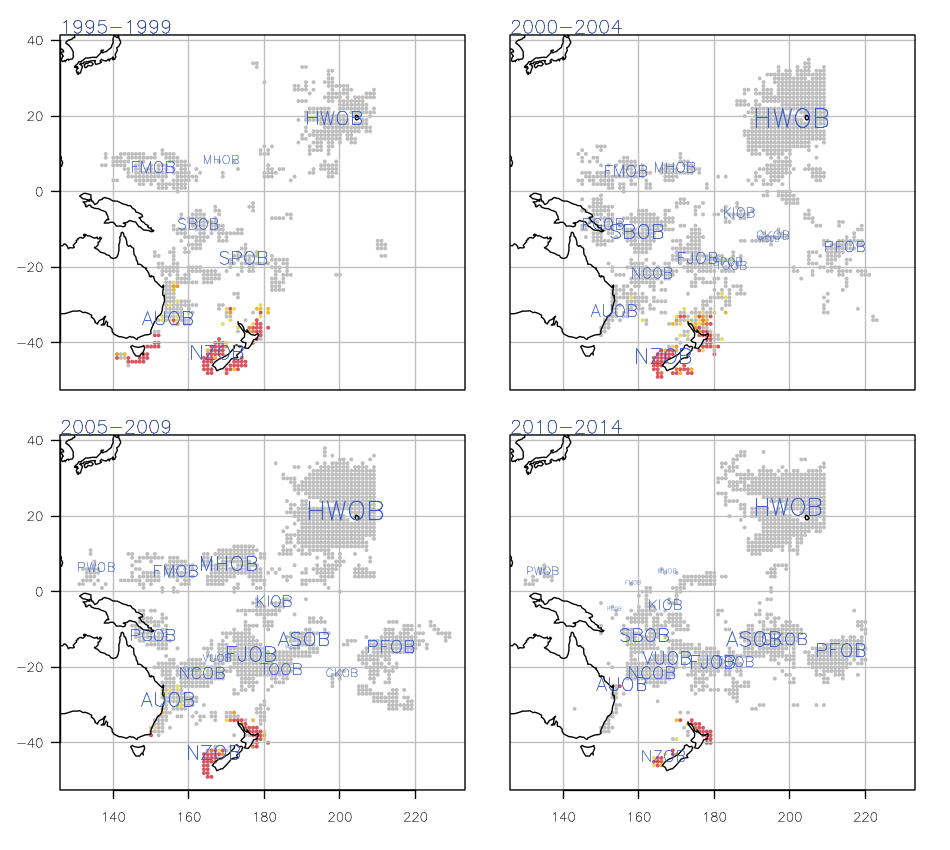 1995−1999
2000−2004
40
20
0
−20
−40
HWOB
FMOB
MHOB
SBOB
SPOB
AUOB
NZOB
HWOB
FMOB
MHOB
KIOB
SBOB
CKOB
PFOB
FJOB
TOOB
NCOB
AUOB
NZOB
2005−2009
2010−2014
40
20
0
−20
−40
HWOB
PWOB
FMOB
MHOB
KIOB
PGOB
ASOB
PFOB
FJOB
TOOB
NCOB
CKOB
AUOB
NZOB
HWOB
PWOB
KIOB
SBOB
ASOB
PFOB
VUOB
FJOB
NCOB
AUOB
NZOB
140
160
180
200
220
140
160
180
200
220